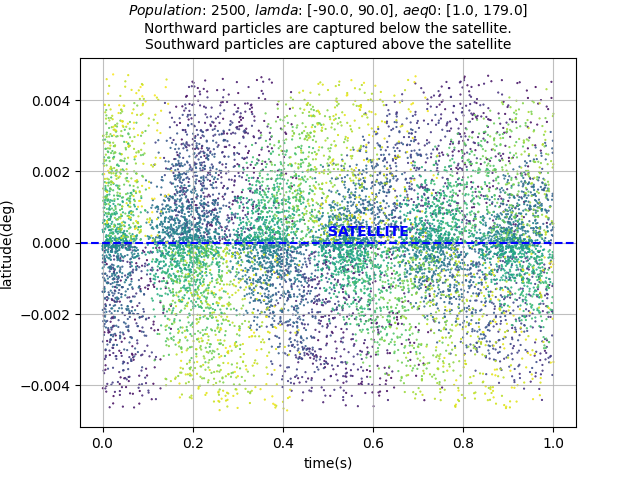 Population: 2500, lamda: [-90.0, 90.0], aeq0: [1.0, 179.0]
Northward particles are captured below the satellite.
Southward particles are captured above the satellite
0.004
0.002
0.000
−0.002
−0.004
latitude(deg)
SATELLITE
0.0 0.2 0.4 0.6 0.8 1.0
time(s)